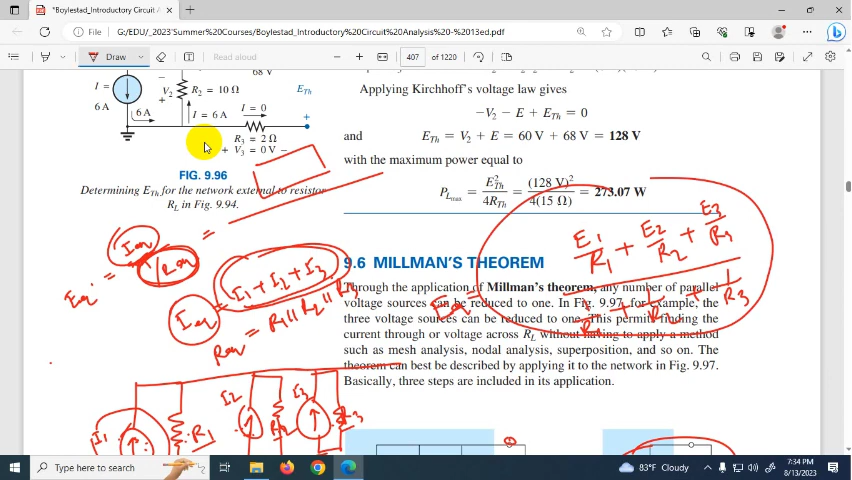 *Boylestad_Introductory Circuit A
File
G:/EDU/_2023'Summer%20Courses/Boylestad_Introductory%20Circuit%20Analysis%20-%2013ed.pdf
Draw
Read aloud
407 of 1220
I =
6 A
V2
R2 = 10 Ω
68 V
ETh
6 A
I = 6 A
I = 0
R3 = 2 Ω
+ V3 = 0 V −
FIG. 9.96
Determining ETh for the network external to resistor
RL in Fig. 9.94.
Applying Kirchhoff's voltage law gives
−V2 − E + ETh = 0
and ETh = V2 + E = 60 V + 68 V = 128 V
with the maximum power equal to
PLmax = E²Th / 4RTh = (128 V)² / 4(15 Ω) = 273.07 W
9.6 MILLMAN'S THEOREM
Through the application of Millman's theorem, any number of parallel
voltage sources can be reduced to one. In Fig. 9.97, for example, the
three voltage sources can be reduced to one. This permits finding the
current through or voltage across RL without having to apply a method
such as mesh analysis, nodal analysis, superposition, and so on. The
theorem can best be described by applying it to the network in Fig. 9.97.
Basically, three steps are included in its application.
= I1 + I2 + I3
= R1 || R2 || R3
E1/R1 + E2/R2 + E3/R3
I1
R1
I2
I3
Type here to search
83°F Cloudy
7:34 PM
8/13/2023